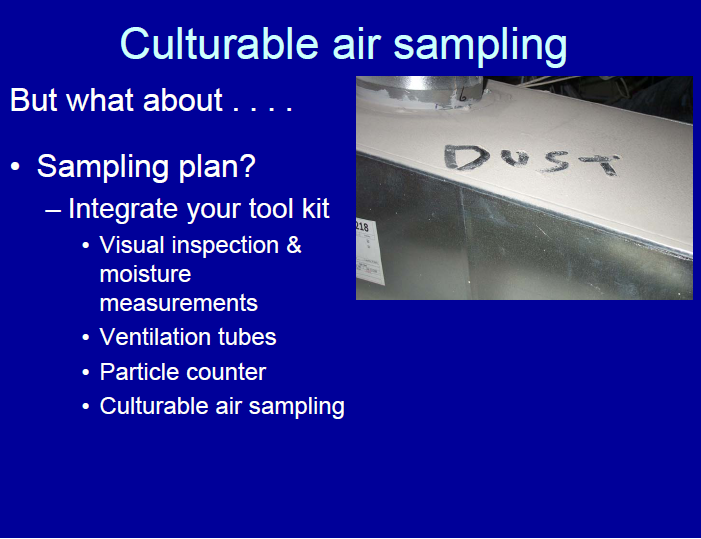 Culturable air sampling
But what about . . . .
• Sampling plan?
– Integrate your tool kit
• Visual inspection &
moisture
measurements
• Ventilation tubes
• Particle counter
• Culturable air sampling
DUST
218